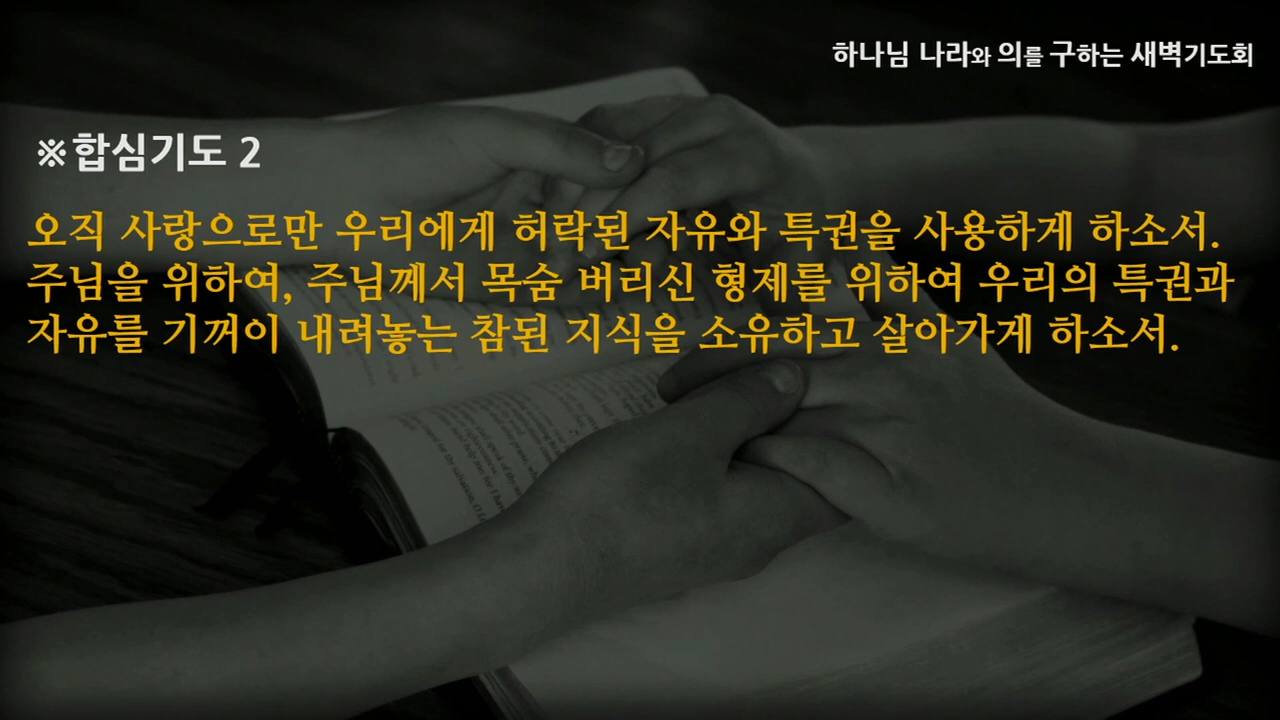 하나님 나라와 의를 구하는 새벽기도회
※합심기도 2
오직 사랑으로만 우리에게 허락된 자유와 특권을 사용하게 하소서.
주님을 위하여, 주님께서 목숨 버리신 형제를 위하여 우리의 특권과
자유를 기꺼이 내려놓는 참된 지식을 소유하고 살아가게 하소서.